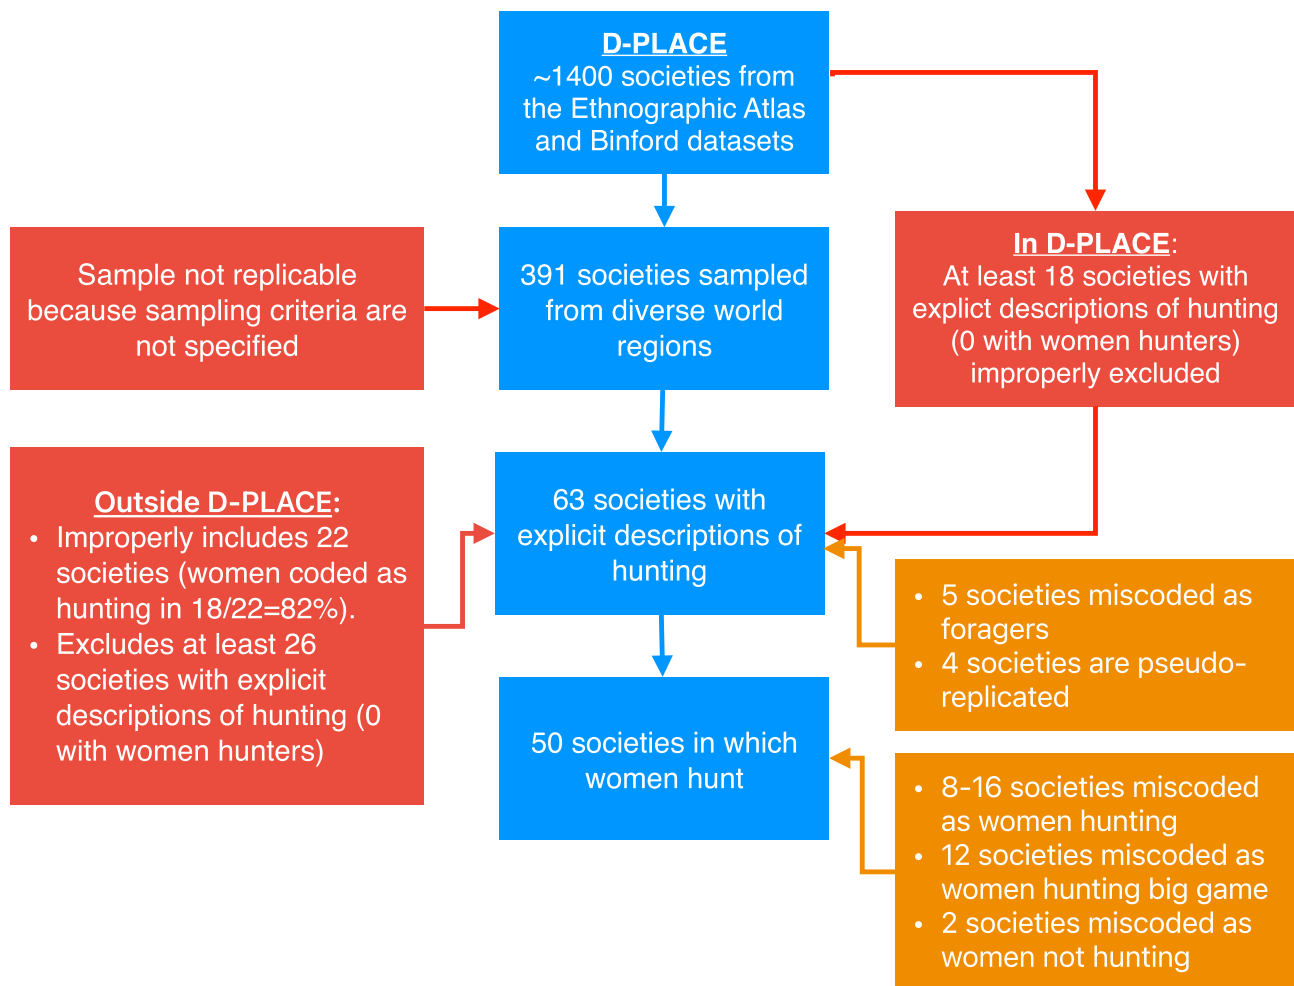 D-PLACE
~1400 societies from
the Ethnographic Atlas
and Binford datasets
Sample not replicable
because sampling criteria are
not specified
391 societies sampled
from diverse world
regions
In D-PLACE:
At least 18 societies with
explict descriptions of hunting
(0 with women hunters)
improperly excluded
Outside D-PLACE:
• Improperly includes 22
societies (women coded as
hunting in 18/22=82%).
• Excludes at least 26
societies with explicit
descriptions of hunting (0
with women hunters)
63 societies with
explicit descriptions of
hunting
• 5 societies miscoded as
foragers
• 4 societies are pseudo-
replicated
50 societies in which
women hunt
• 8-16 societies miscoded
as women hunting
• 12 societies miscoded as
women hunting big game
• 2 societies miscoded as
women not hunting